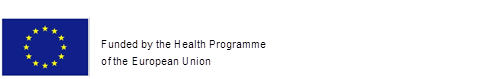 Funded by the Health Programme
of the European Union